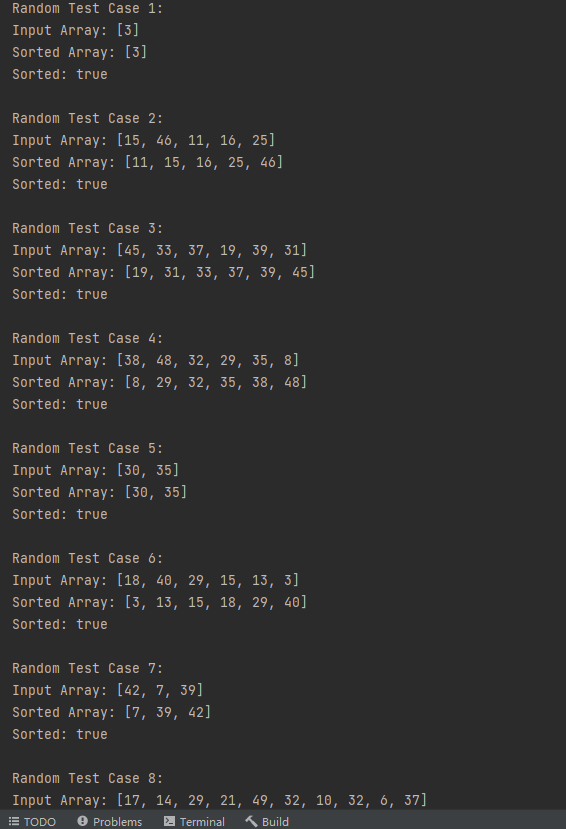 Random Test Case 1:
Input Array: [3]
Sorted Array: [3]
Sorted: true
Random Test Case 2:
Input Array: [15, 46, 11, 16, 25]
Sorted Array: [11, 15, 16, 25, 46]
Sorted: true
Random Test Case 3:
Input Array: [45, 33, 37, 19, 39, 31]
Sorted Array: [19, 31, 33, 37, 39, 45]
Sorted: true
Random Test Case 4:
Input Array: [38, 48, 32, 29, 35, 8]
Sorted Array: [8, 29, 32, 35, 38, 48]
Sorted: true
Random Test Case 5:
Input Array: [30, 35]
Sorted Array: [30, 35]
Sorted: true
Random Test Case 6:
Input Array: [18, 40, 29, 15, 13, 3]
Sorted Array: [3, 13, 15, 18, 29, 40]
Sorted: true
Random Test Case 7:
Input Array: [42, 7, 39]
Sorted Array: [7, 39, 42]
Sorted: true
Random Test Case 8:
Input Array: [17, 14, 29, 21, 49, 32, 10, 32, 6, 37]
TODO Problems Terminal Build